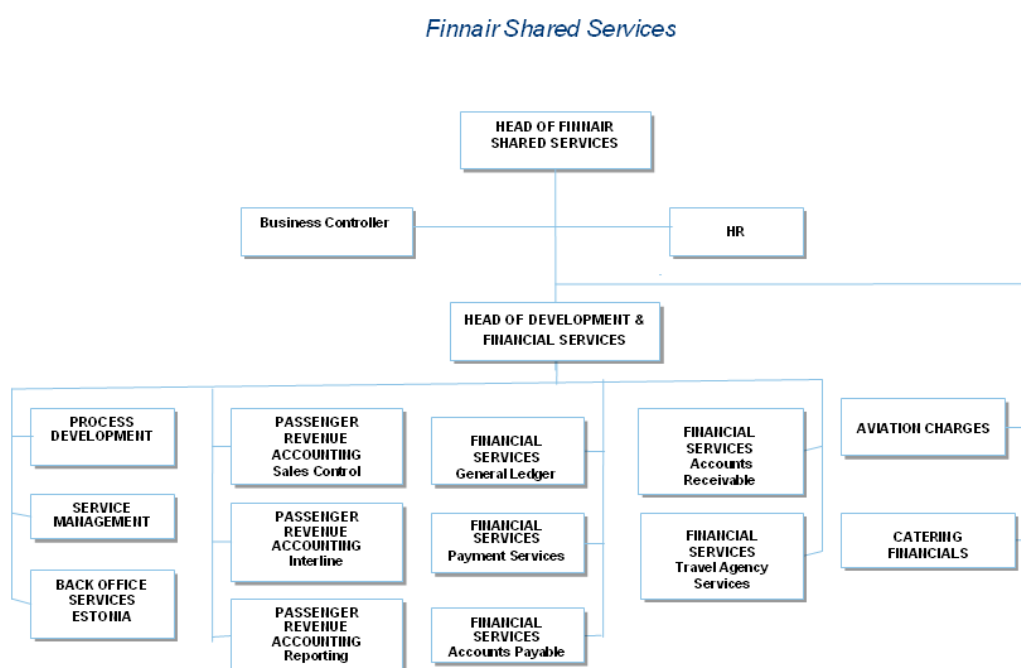 Finnair Shared Services
HEAD OF FINNAIR
SHARED SERVICES
Business Controller
HR
HEAD OF DEVELOPMENT &
FINANCIAL SERVICES
PROCESS
DEVELOPMENT
SERVICE
MANAGEMENT
BACK OFFICE
SERVICES
ESTONIA
PASSENGER
REVENUE
ACCOUNTING
Sales Control
PASSENGER
REVENUE
ACCOUNTING
Interline
PASSENGER
REVENUE
ACCOUNTING
Reporting
FINANCIAL
SERVICES
General Ledger
FINANCIAL
SERVICES
Payment Services
FINANCIAL
SERVICES
Accounts Payable
FINANCIAL
SERVICES
Accounts
Receivable
FINANCIAL
SERVICES
Travel Agency
Services
AVIATION CHARGES
CATERING
FINANCIALS